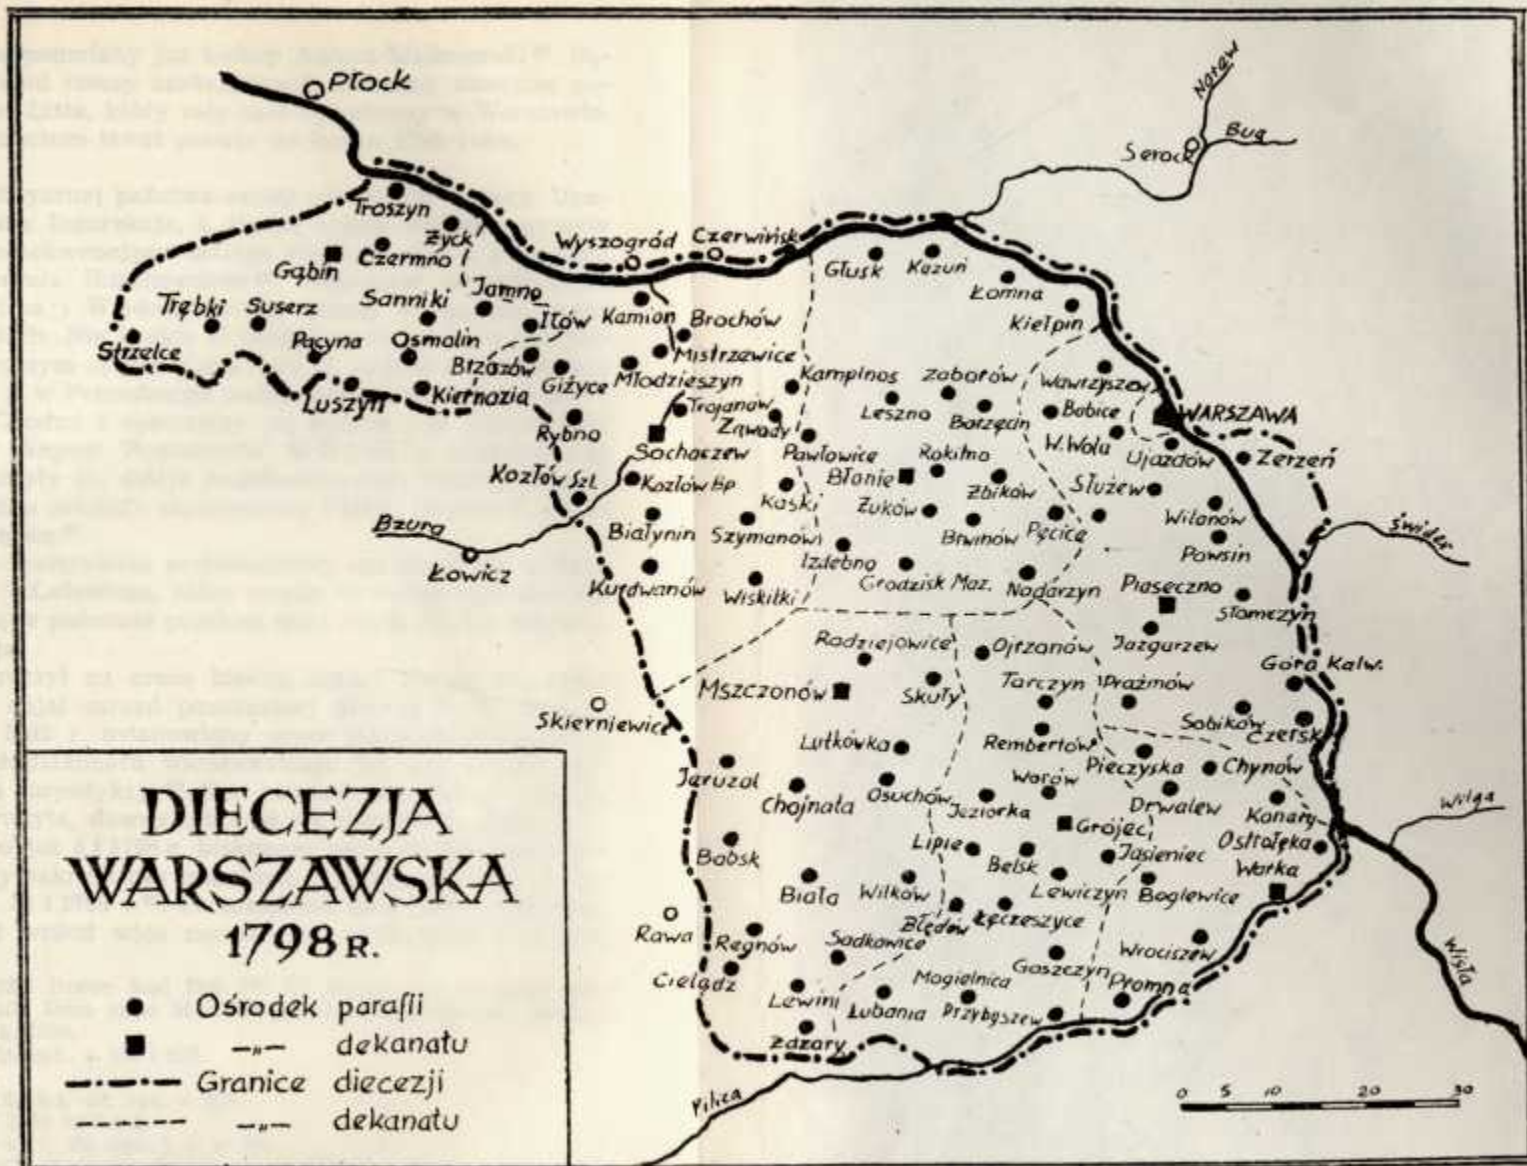 Płock
Narew
Bug
Serock
Troszyn
Życk
Wyszogród
Czerwińsk
Gąbin
Czermno
Głusk
Kazuń
Łomna
Kiełpin
Trębki
Suserz
Sanniki
Jamno
Iłów
Kamion
Brochów
Strzelce
Pacyna
Osmolin
Brzozów
Giżyce
Młodzieszyn
Mistrzewice
Kampinos
Zaborów
Wawrzyszew
Luszyn
Kiernozia
Trojanów
Zawady
Leszno
Borzęcin
Babice
WARSZAWA
Rybno
Sochaczew
Pawłowice
Rokitno
W. Wola
Ujazdów
Zerzeń
Kozłów Szl.
Kozłów Bp.
Kaski
Błonie
Zbików
Służew
Bzura
Białynin
Szymanów
Żuków
Brwinów
Pęcice
Wilanów
Świder
Łowicz
Izdebno
Powsin
Kurdwanów
Wiskitki
Grodzisk Maz.
Nadarzyn
Piaseczno
Słomczyn
Radziejowice
Ojrzanów
Jazgarzew
Góra Kalw.
Mszczonów
Skuły
Tarczyn
Prażmów
Skierniewice
Sobików
Czersk
Lutkówka
Rembertów
Pieczyska
Chynów
Jeruzal
Chojnata
Osuchów
Jeziorka
Worów
Drwalew
Konary
Wilga
Grójec
Ostrołęka
Babsk
Lipie
Belsk
Jasieniec
Warka
Biała
Wilków
Lewiczyn
Boglewice
Rawa
Regnów
Sadkowice
Błędów
Łęczeszyce
Wrociszew
Wisła
Cielądz
Mogielnica
Goszczyn
Promna
Lewin
Łubania
Przybyszew
Zdzary
Pilica
0 5 10 20 30
DIECEZJA
WARSZAWSKA
1798 R.
Ośrodek parafii
—„— dekanatu
Granice diecezji
—„— dekanatu